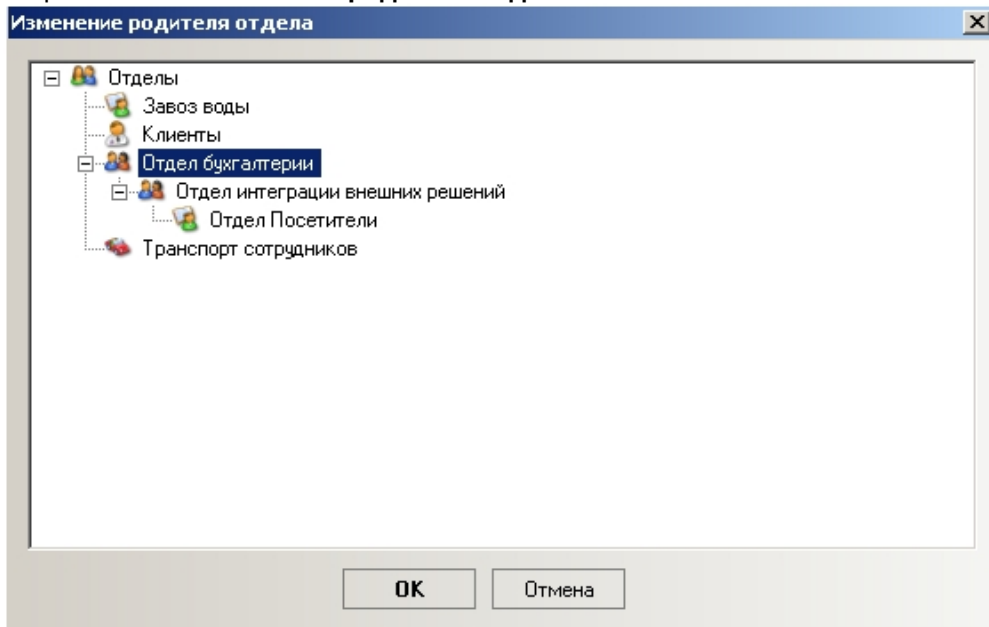 Изменение родителя отдела
Отделы
Завоз воды
Клиенты
Отдел бухгалтерии
Отдел интеграции внешних решений
Отдел Посетители
Транспорт сотрудников
OK
Отмена